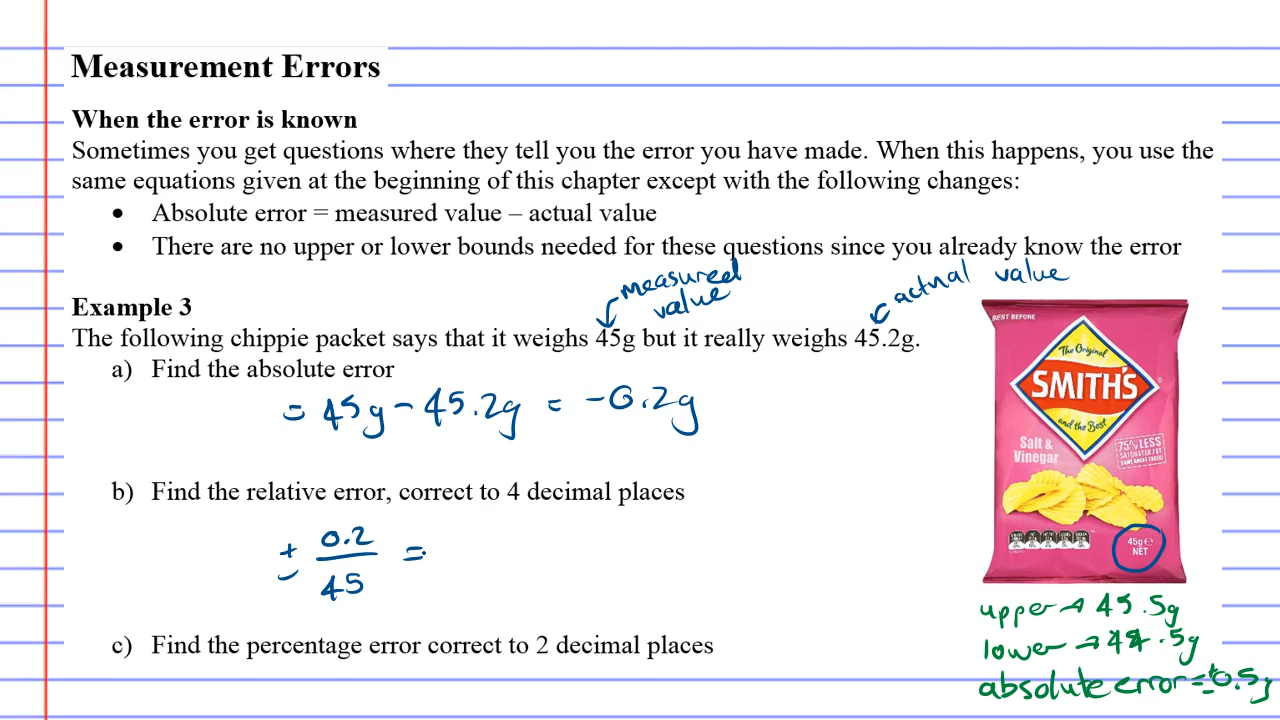 Measurement Errors
When the error is known
Sometimes you get questions where they tell you the error you have made. When this happens, you use the
same equations given at the beginning of this chapter except with the following changes:
• Absolute error = measured value – actual value
• There are no upper or lower bounds needed for these questions since you already know the error
measured
value
actual value
Example 3
The following chippie packet says that it weighs 45g but it really weighs 45.2g.
a) Find the absolute error
= 45g - 45.2g = -0.2g
b) Find the relative error, correct to 4 decimal places
± 0.2
45
=
c) Find the percentage error correct to 2 decimal places
BEST BEFORE
The Original
SMITH'S
and the Best
Salt &
Vinegar
75% LESS
SATURATED FAT
45g e
NET
upper → 45.5g
lower → 44.5g
absolute error = ±0.5g